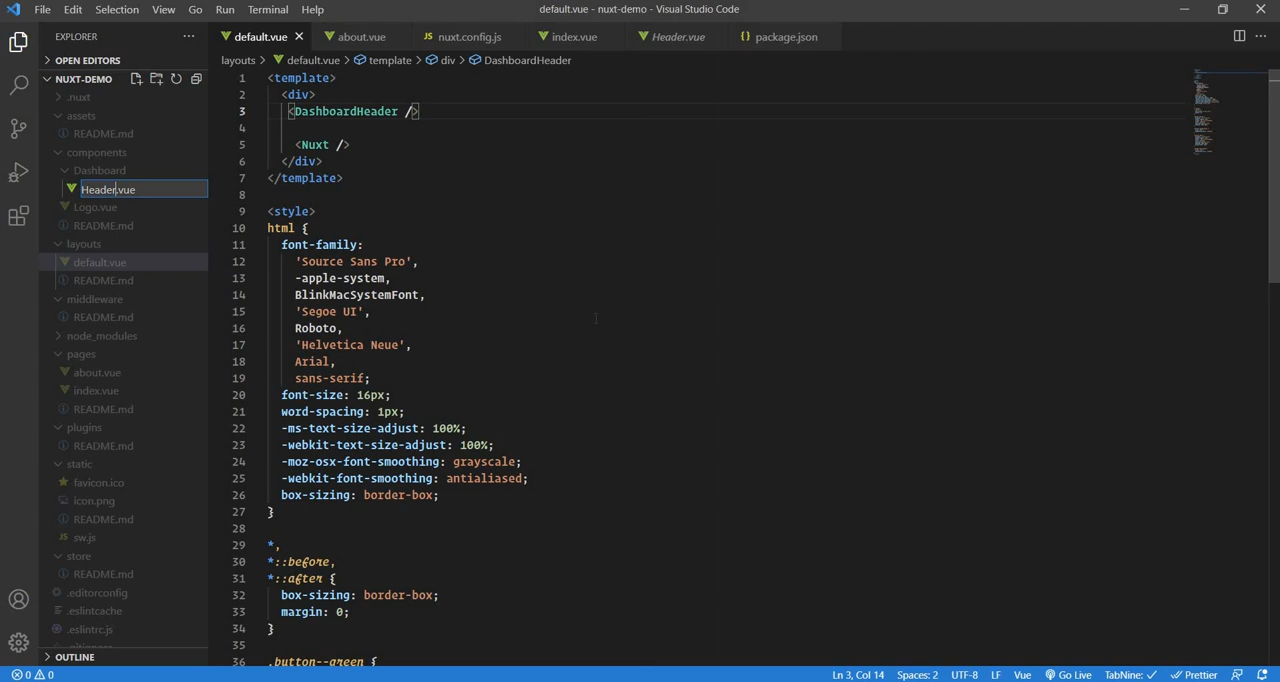 File Edit Selection View Go Run Terminal Help default.vue - nuxt-demo - Visual Studio Code
EXPLORER
default.vue about.vue JS nuxt.config.js index.vue Header.vue {} package.json
OPEN EDITORS
layouts > default.vue > template > div > DashboardHeader
NUXT-DEMO
.nuxt
assets
README.md
components
Dashboard
Header.vue
Logo.vue
README.md
layouts
default.vue
README.md
middleware
README.md
node_modules
pages
about.vue
index.vue
README.md
plugins
README.md
static
favicon.ico
icon.png
README.md
sw.js
store
README.md
.editorconfig
.eslintcache
.eslintrc.js
OUTLINE
1 <template>
2 <div>
3 <DashboardHeader />
4
5 <Nuxt />
6 </div>
7 </template>
8
9 <style>
10 html {
11 font-family:
12 'Source Sans Pro',
13 -apple-system,
14 BlinkMacSystemFont,
15 'Segoe UI',
16 Roboto,
17 'Helvetica Neue',
18 Arial,
19 sans-serif;
20 font-size: 16px;
21 word-spacing: 1px;
22 -ms-text-size-adjust: 100%;
23 -webkit-text-size-adjust: 100%;
24 -moz-osx-font-smoothing: grayscale;
25 -webkit-font-smoothing: antialiased;
26 box-sizing: border-box;
27 }
28
29 *,
30 *::before,
31 *::after {
32 box-sizing: border-box;
33 margin: 0;
34 }
35
36 .button--green {
0 0 Ln 3, Col 14 Spaces: 2 UTF-8 LF Vue Go Live TabNine: Prettier